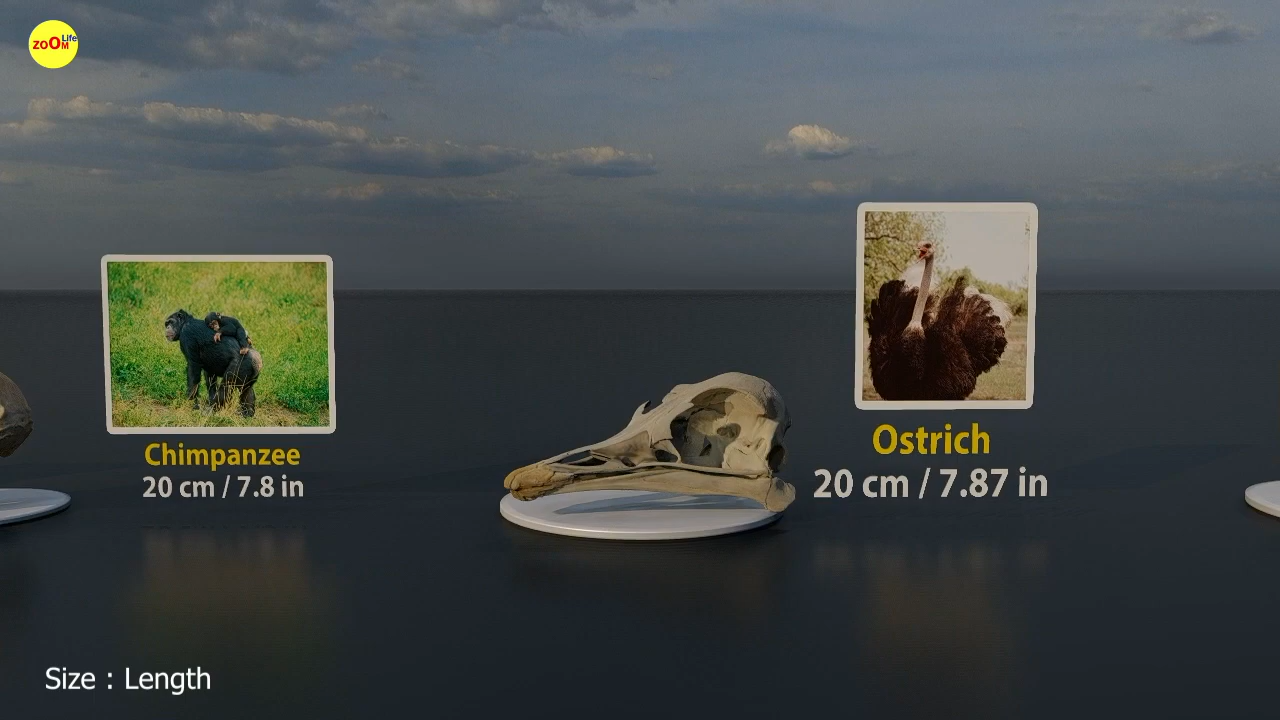 zoOM Life
Chimpanzee
20 cm / 7.8 in
Ostrich
20 cm / 7.87 in
Size : Length